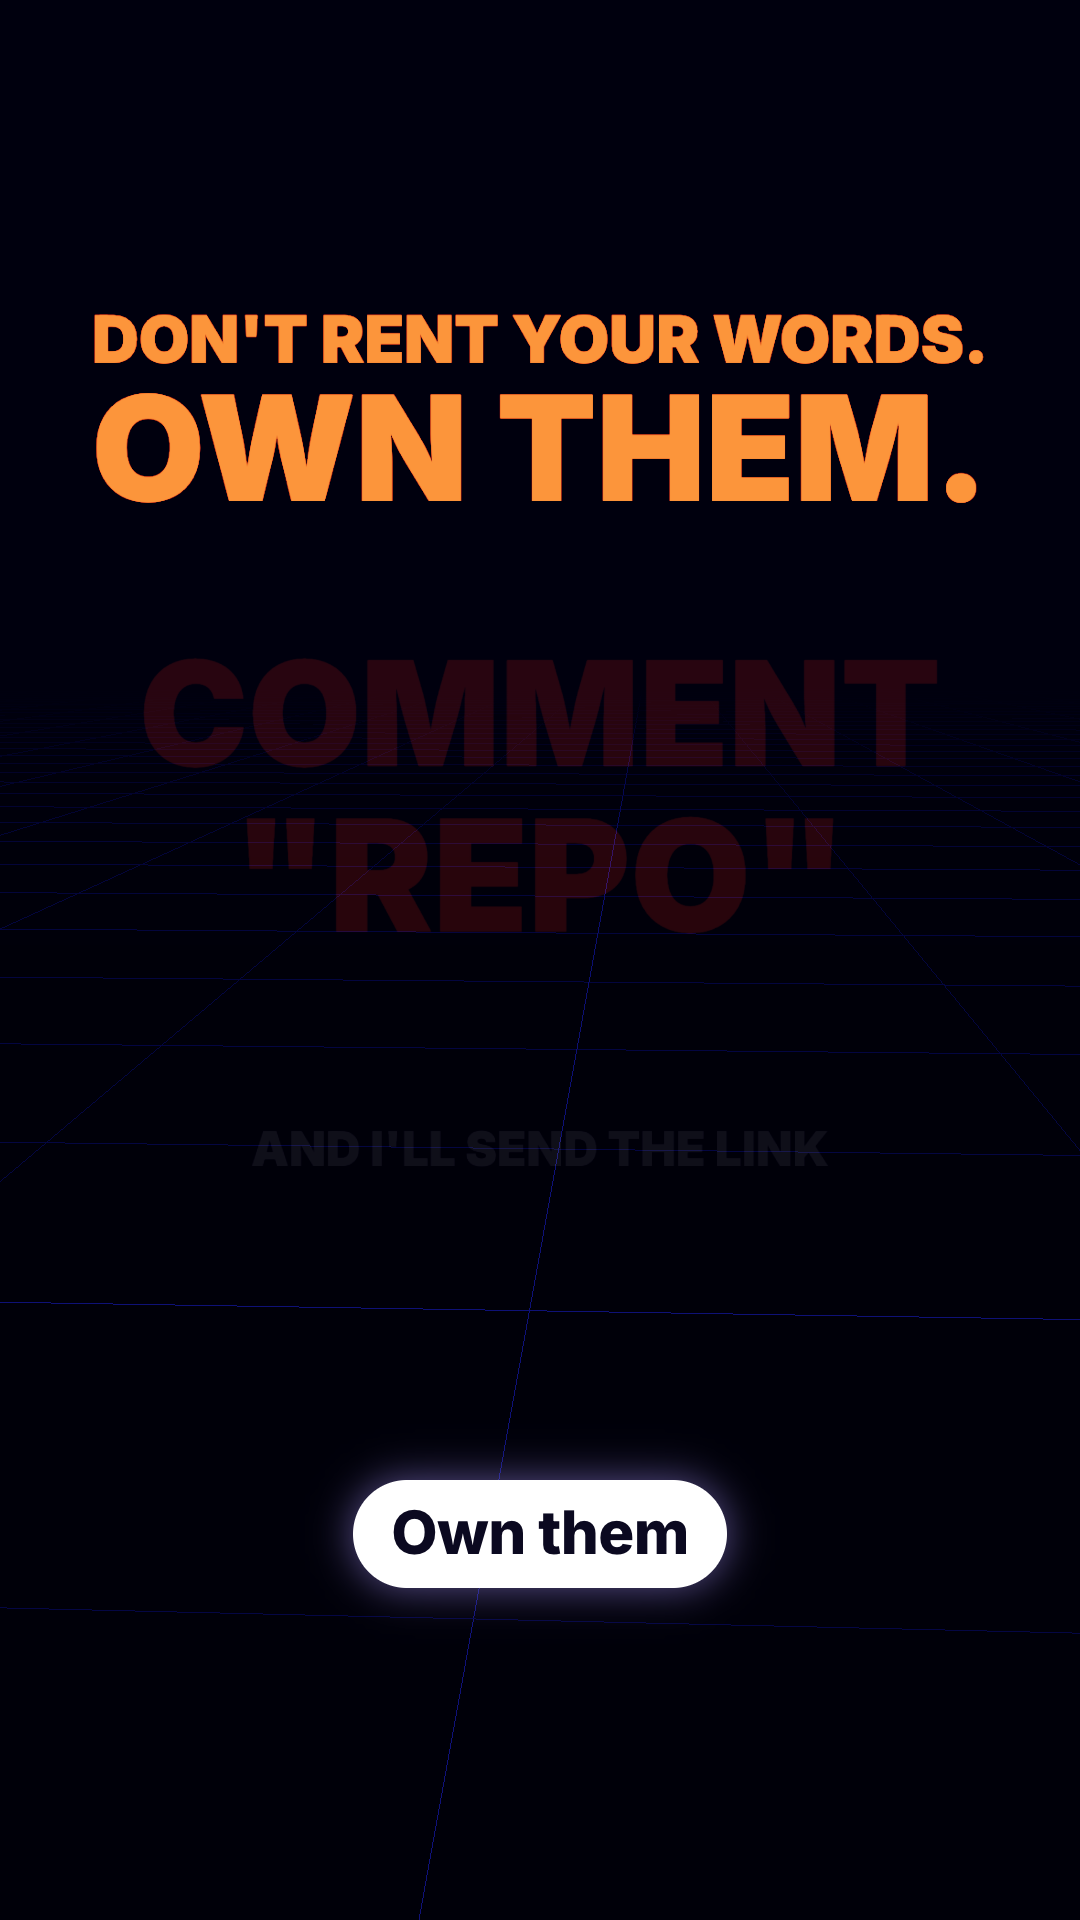 DON'T RENT YOUR WORDS.
OWN THEM.
COMMENT
"REPO"
AND I'LL SEND THE LINK
Own them